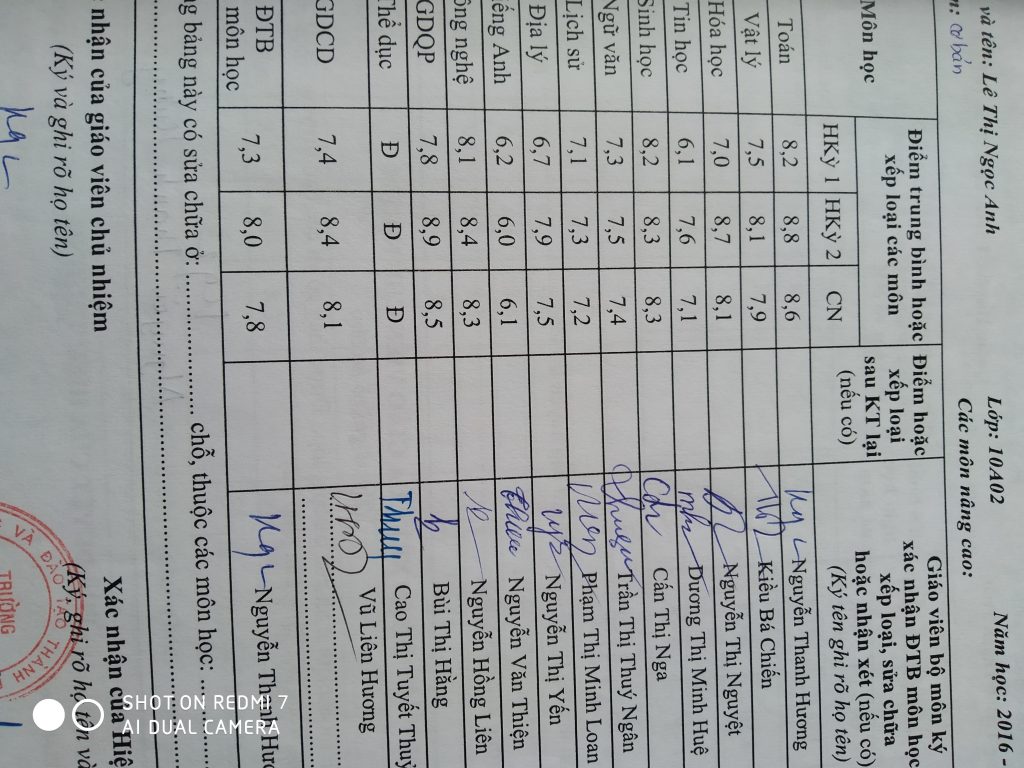 và tên: Lê Thị Ngọc Anh Lớp: 10A02 Năm học: 2016 -
n: cơ bản Các môn nâng cao:
Môn học
Điểm trung bình hoặc xếp loại các môn
HKỳ 1 HKỳ 2 CN
Điểm hoặc xếp loại sau KT lại (nếu có)
Giáo viên bộ môn ký xác nhận ĐTB môn học xếp loại, sửa chữa hoặc nhận xét (nếu có)
(Ký tên ghi rõ họ tên)
Toán 8,2 8,8 8,6 Nguyễn Thanh Hương
Vật lý 7,5 8,1 7,9 Kiều Bá Chiến
Hóa học 7,0 8,7 8,1 Nguyễn Thị Nguyệt
Tin học 6,1 7,6 7,1 Dương Thị Minh Huệ
Sinh học 8,2 8,3 8,3 Cán Thị Nga
Ngữ văn 7,3 7,5 7,4 Trần Thị Thuý Ngân
Lịch sử 7,1 7,3 7,2 Phạm Thị Minh Loan
Địa lý 6,7 7,9 7,5 Nguyễn Thị Yến
iếng Anh 6,2 6,0 6,1 Nguyễn Văn Thiện
ông nghệ 8,1 8,4 8,3 Nguyễn Hồng Liên
GDQP 7,8 8,9 8,5 Bùi Thị Hằng
Thể dục Đ Đ Đ Cao Thị Tuyết Thuỷ
GDCD 7,4 8,4 8,1 Vũ Liên Hương
ĐTB môn học 7,3 8,0 7,8 Nguyễn Thanh Hươ
ng bảng này có sửa chữa ở: ........ chỗ, thuộc các môn học: ........
nhận của giáo viên chủ nhiệm Xác nhận của Hiệ
(Ký và ghi rõ họ tên) (Ký, ghi rõ họ tên và
VÀ ĐÀO TẠO THÀNH
TRƯỜNG
SHOT ON REDMI 7
AI DUAL CAMERA